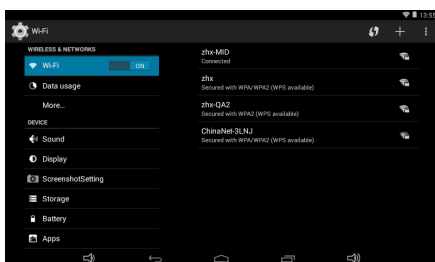 13:55
Wi-Fi
WIRELESS & NETWORKS
Wi-Fi ON
Data usage
More...
DEVICE
Sound
Display
ScreenshotSetting
Storage
Battery
Apps
zhx-MID
Connected
zhx
Secured with WPA/WPA2 (WPS available)
zhx-QA2
Secured with WPA2 (WPS available)
ChinaNet-3LNJ
Secured with WPA/WPA2 (WPS available)